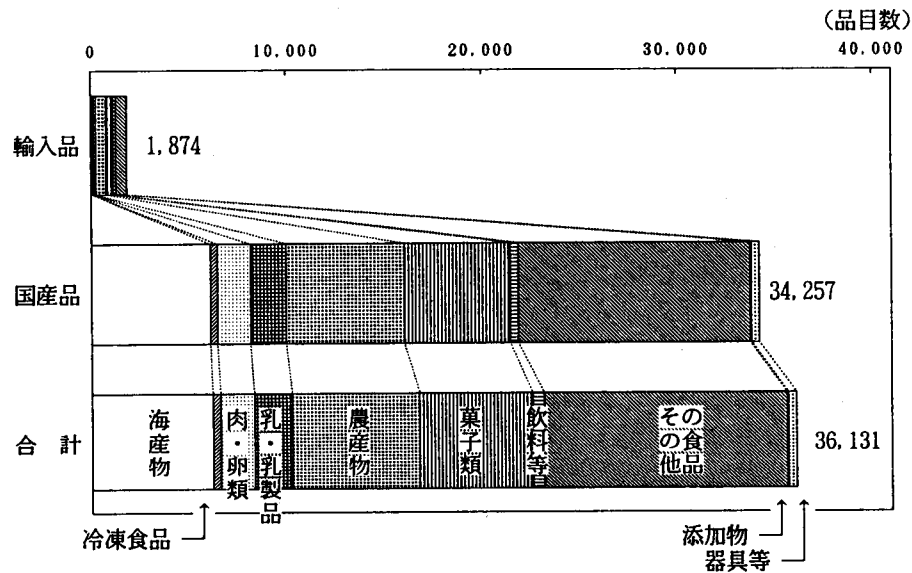 (品目数)
0 10,000 20,000 30,000 40,000
輸入品 1,874
国産品 34,257
合計 36,131
海産物
肉・卵類
乳・乳製品
農産物
菓子類
飲料等
その他の食品
冷凍食品
添加物
器具等